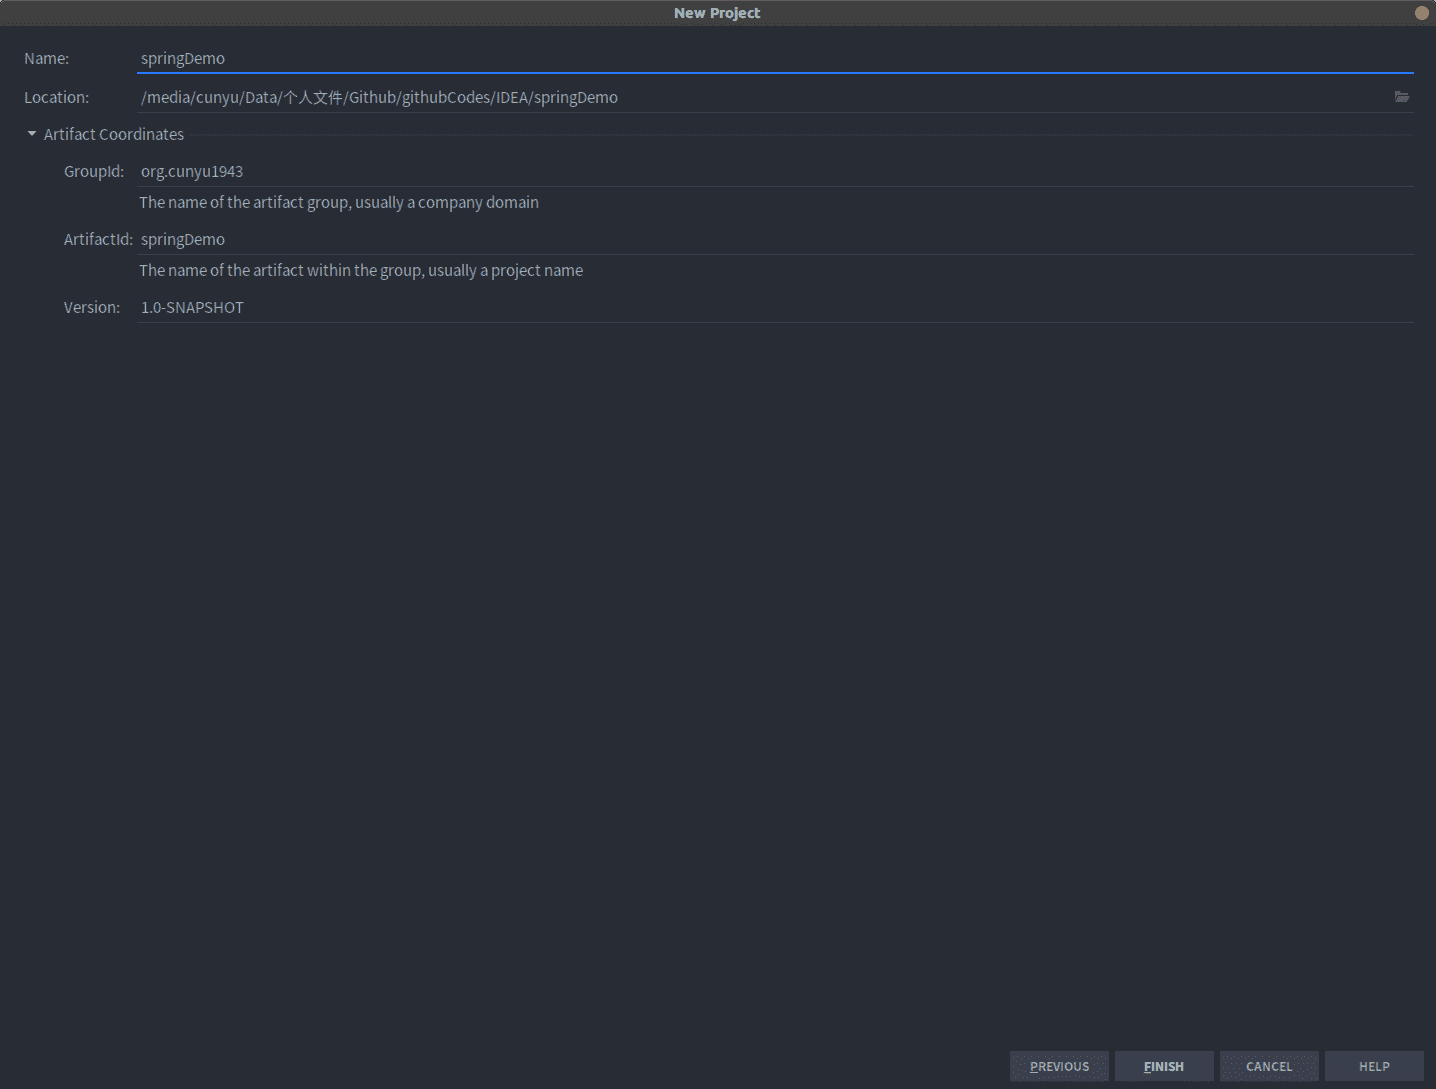 New Project
Name: springDemo
Location: /media/cunyu/Data/个人文件/Github/githubCodes/IDEA/springDemo
Artifact Coordinates
GroupId: org.cunyu1943
The name of the artifact group, usually a company domain
ArtifactId: springDemo
The name of the artifact within the group, usually a project name
Version: 1.0-SNAPSHOT
PREVIOUS FINISH CANCEL HELP